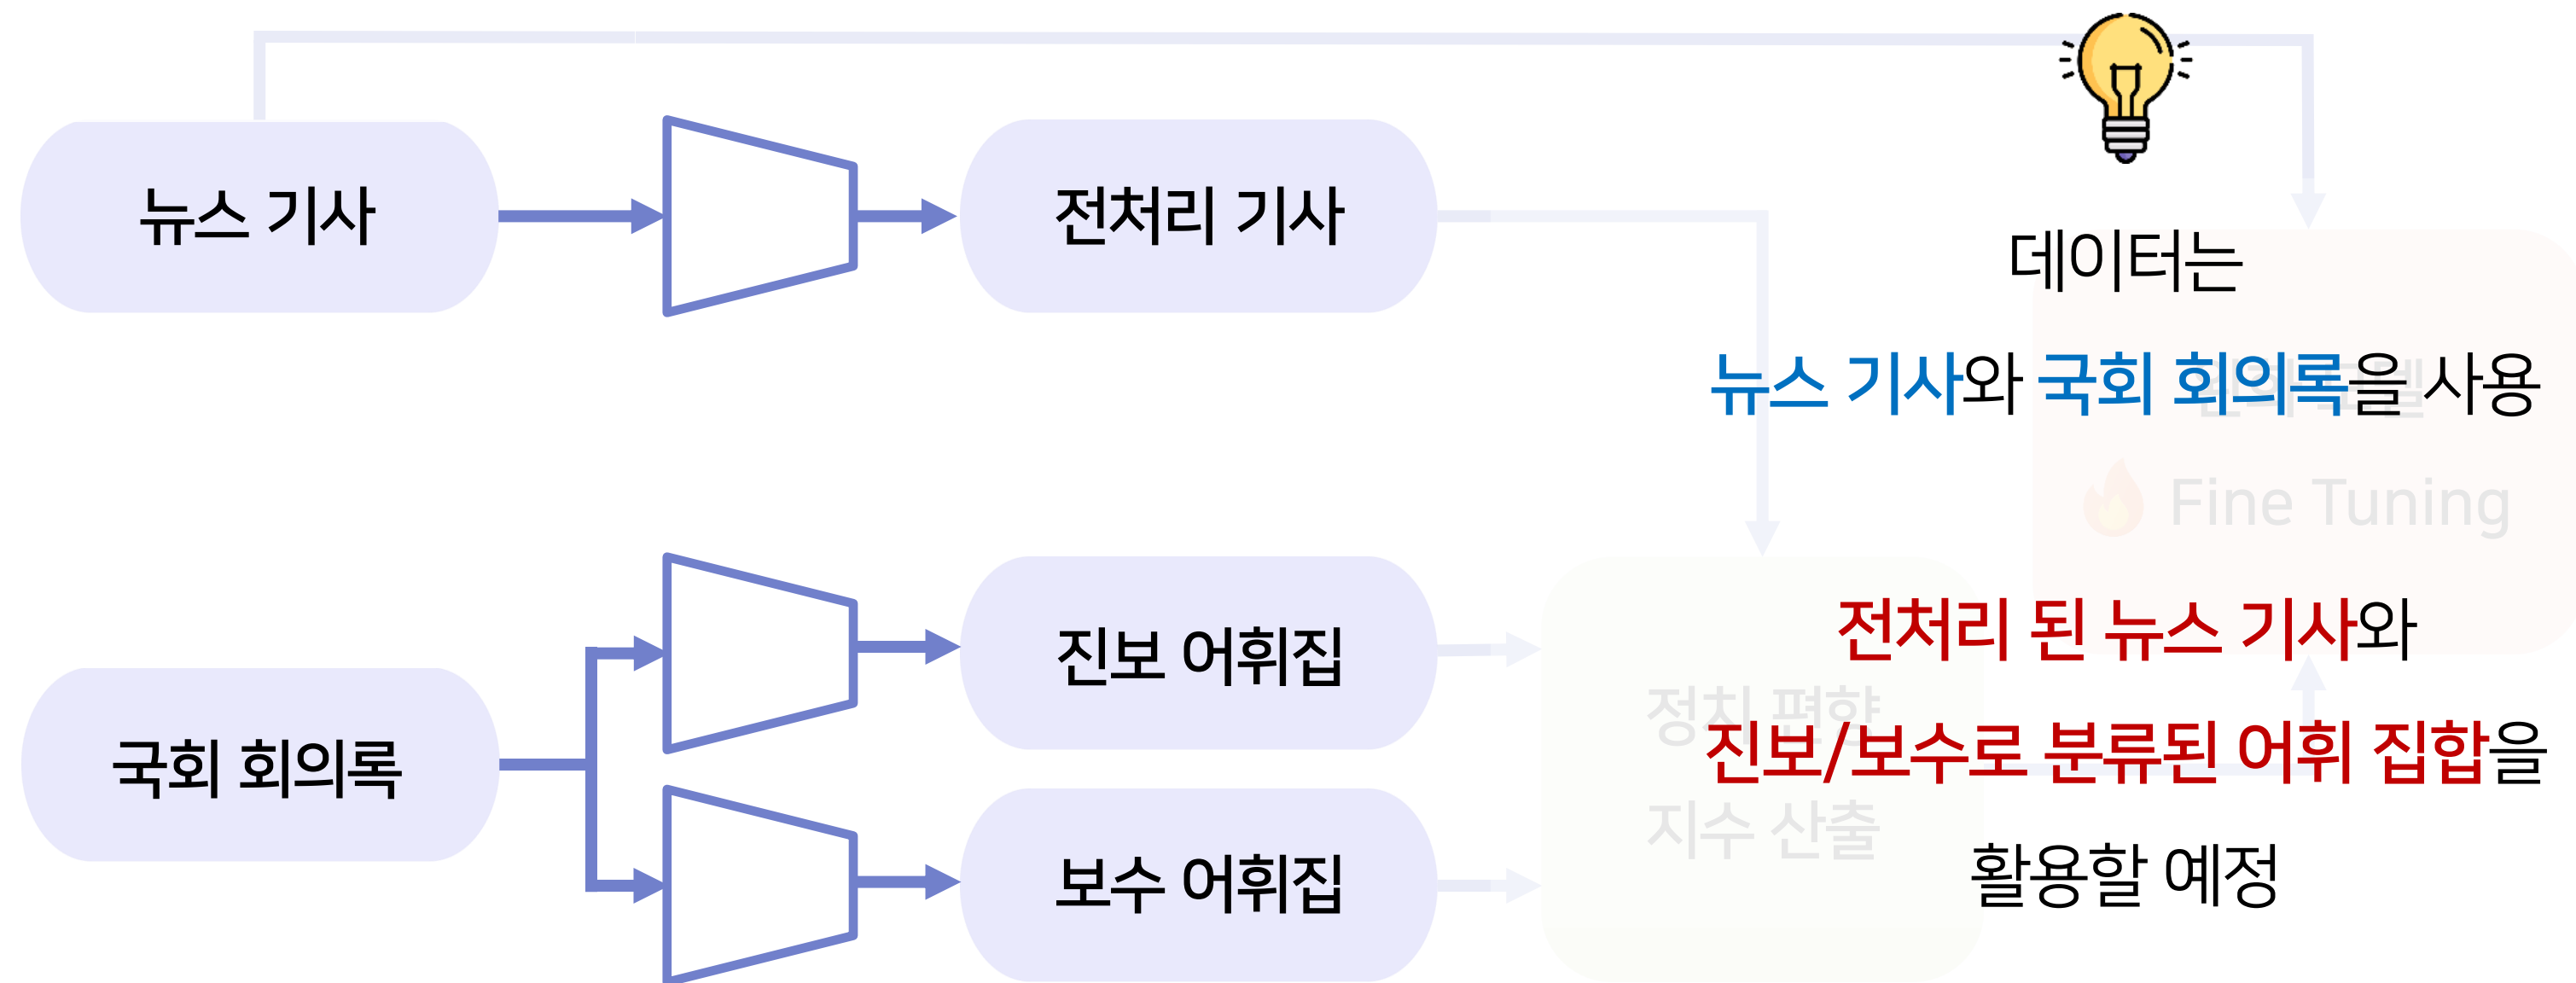 뉴스 기사
전처리 기사
국회 회의록
진보 어휘집
보수 어휘집
데이터는
뉴스 기사와 국회 회의록을 사용
전처리 된 뉴스 기사와
진보/보수로 분류된 어휘 집합을
활용할 예정
Fine Tuning
정치 편향
지수 산출